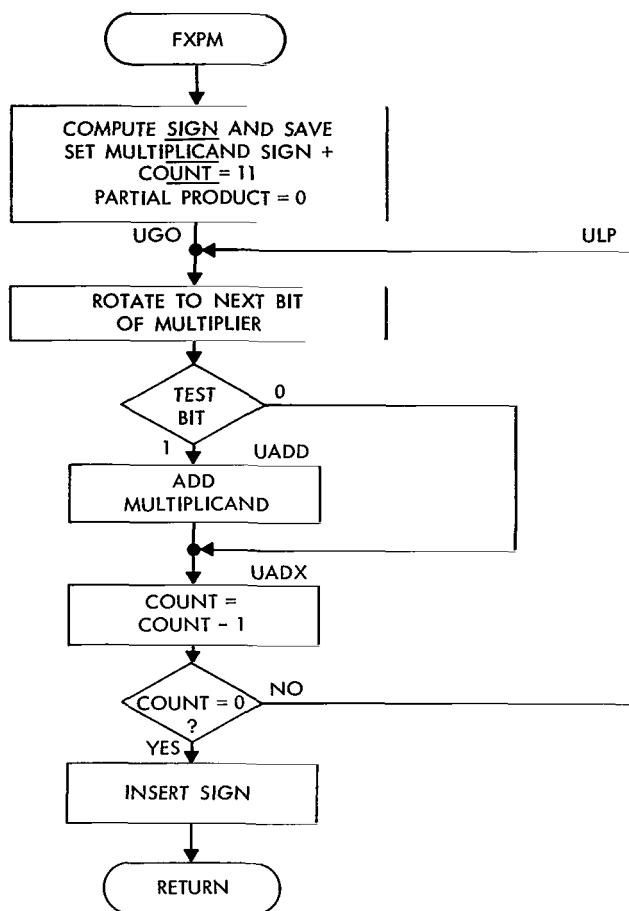 FXPM
COMPUTE SIGN AND SAVE
SET MULTIPLICAND SIGN +
COUNT = 11
PARTIAL PRODUCT = 0
UGO
ULP
ROTATE TO NEXT BIT
OF MULTIPLIER
TEST
BIT
0
1
UADD
ADD
MULTIPLICAND
UADX
COUNT =
COUNT - 1
COUNT = 0
?
NO
YES
INSERT SIGN
RETURN